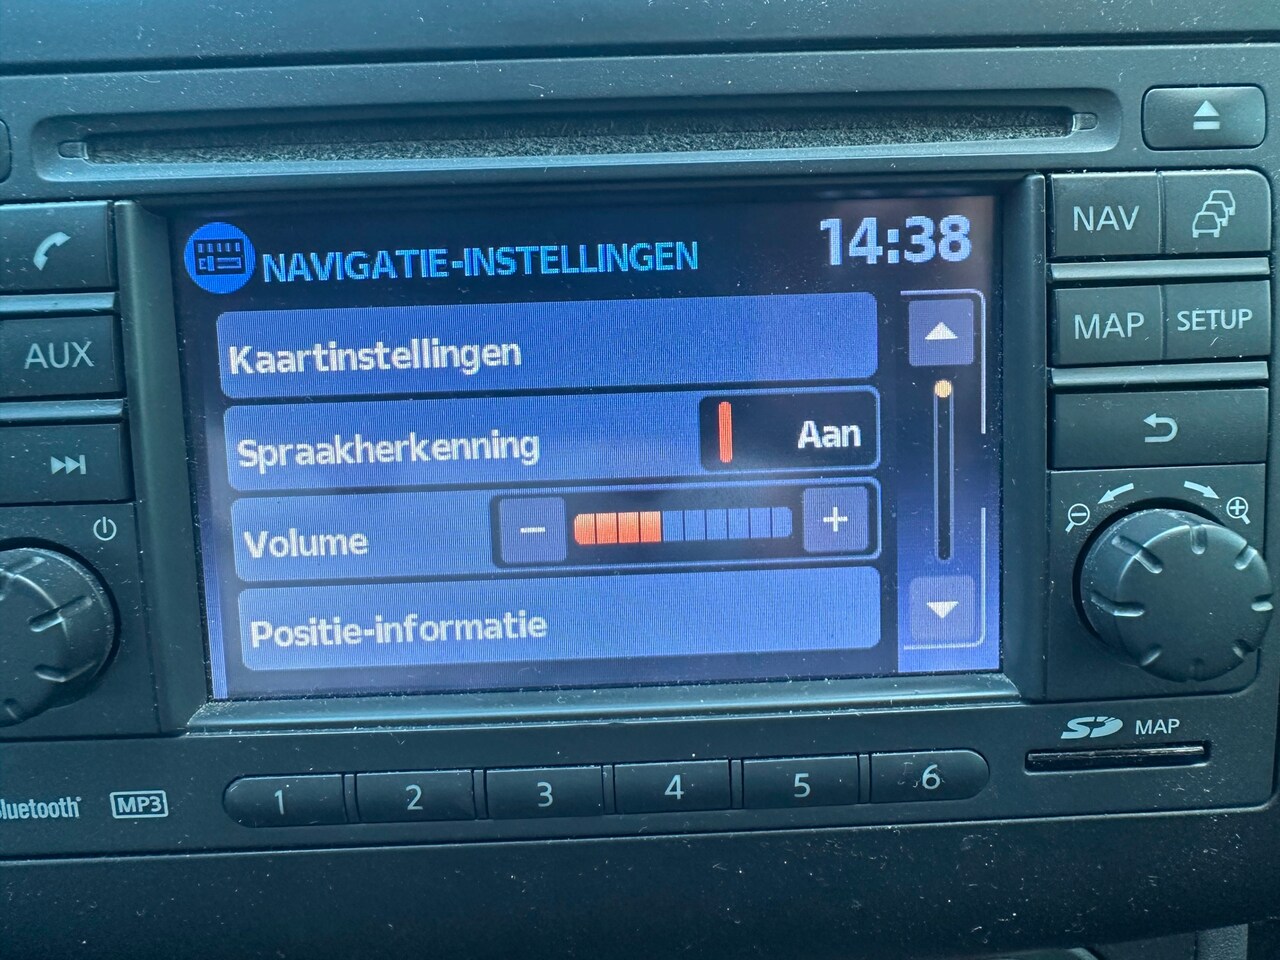 NAVIGATIE-INSTELLINGEN 14:38
Kaartinstellingen
Spraakherkenning Aan
Volume - +
Positie-informatie
AUX
NAV
MAP SETUP
SD MAP
Bluetooth MP3
1 2 3 4 5 6